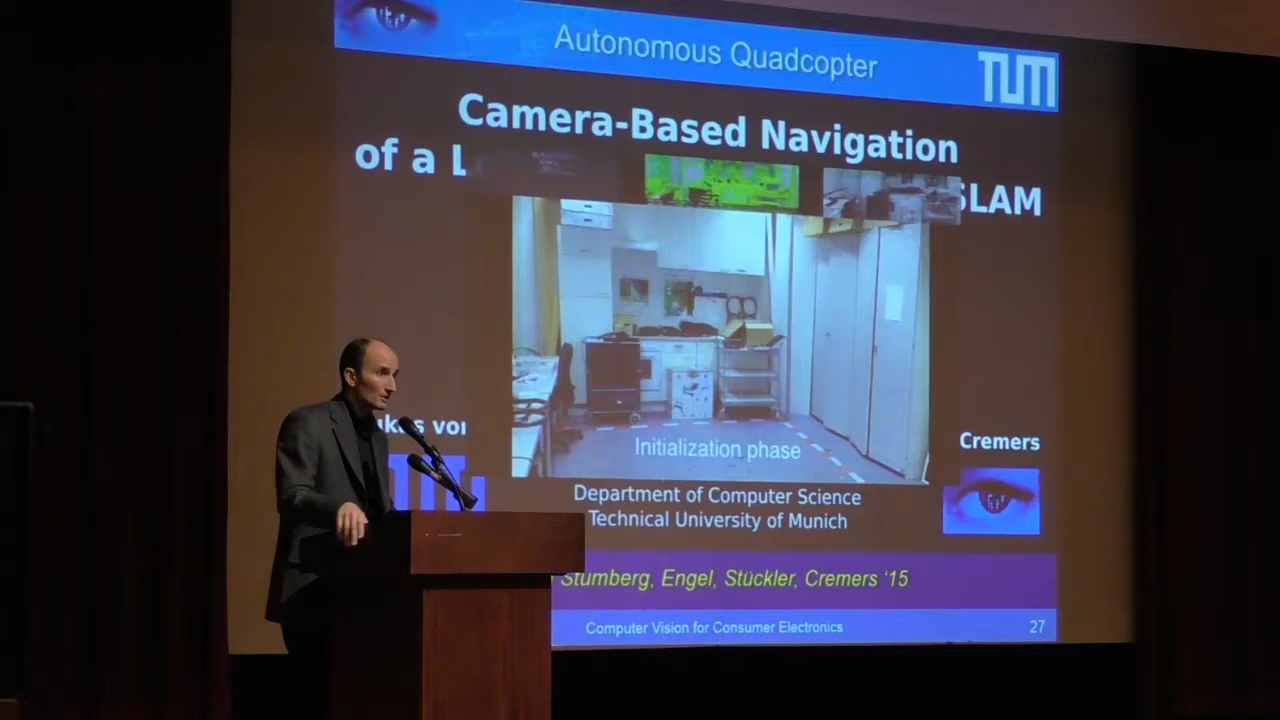 Autonomous Quadcopter
TUM
Camera-Based Navigation
of a L
SLAM
Initialization phase
Cremers
Department of Computer Science
Technical University of Munich
Stumberg, Engel, Stückler, Cremers ‘15
Computer Vision for Consumer Electronics
27